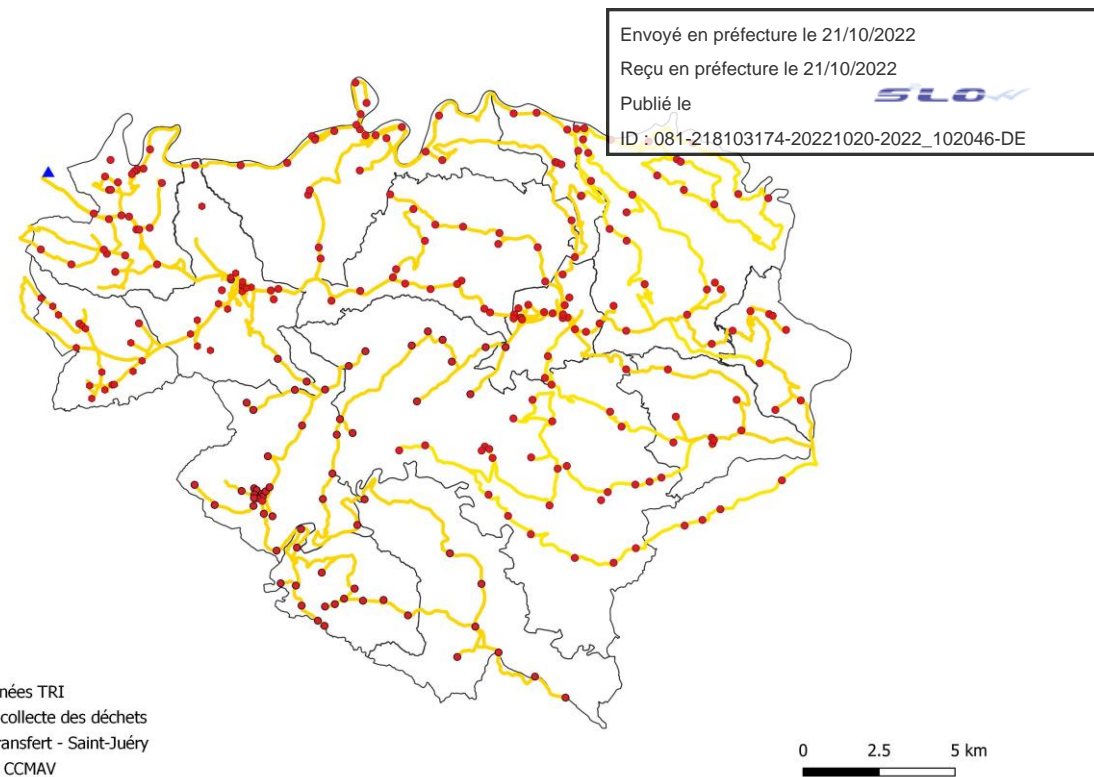 Envoyé en préfecture le 21/10/2022
Reçu en préfecture le 21/10/2022
Publié le
SLO
ID : 081-218103174-20221020-2022_102046-DE
nées TRI
collecte des déchets
ransfert - Saint-Juéry
CCMAV
0 2.5 5 km